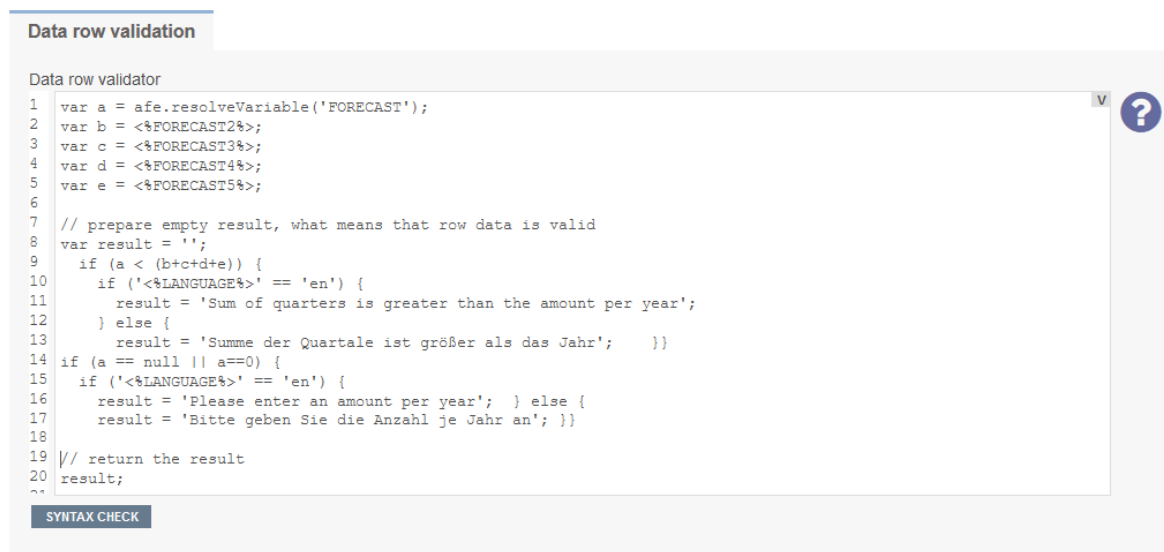 Data row validation
Data row validator
V
?
1 var a = afe.resolveVariable('FORECAST');
2 var b = <%FORECAST2%>;
3 var c = <%FORECAST3%>;
4 var d = <%FORECAST4%>;
5 var e = <%FORECAST5%>;
6
7 // prepare empty result, what means that row data is valid
8 var result = '';
9   if (a < (b+c+d+e)) {
10     if ('<%LANGUAGE%>' == 'en') {
11       result = 'Sum of quarters is greater than the amount per year';
12     } else {
13       result = 'Summe der Quartale ist größer als das Jahr';    }}
14 if (a == null || a==0) {
15   if ('<%LANGUAGE%>' == 'en') {
16     result = 'Please enter an amount per year';  } else {
17     result = 'Bitte geben Sie die Anzahl je Jahr an'; }}
18
19 // return the result
20 result;
SYNTAX CHECK